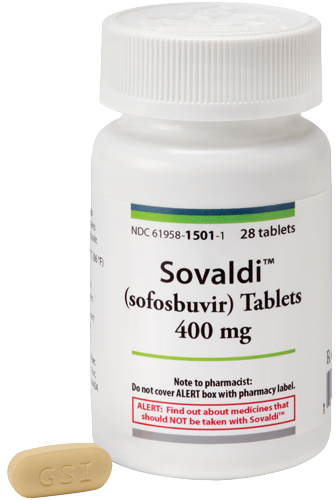 NDC 61958-1501-1 28 tablets
Sovaldi™
(sofosbuvir) Tablets
400 mg
Note to pharmacist:
Do not cover ALERT box with pharmacy label.
ALERT: Find out about medicines that
should NOT be taken with Sovaldi™
GSI